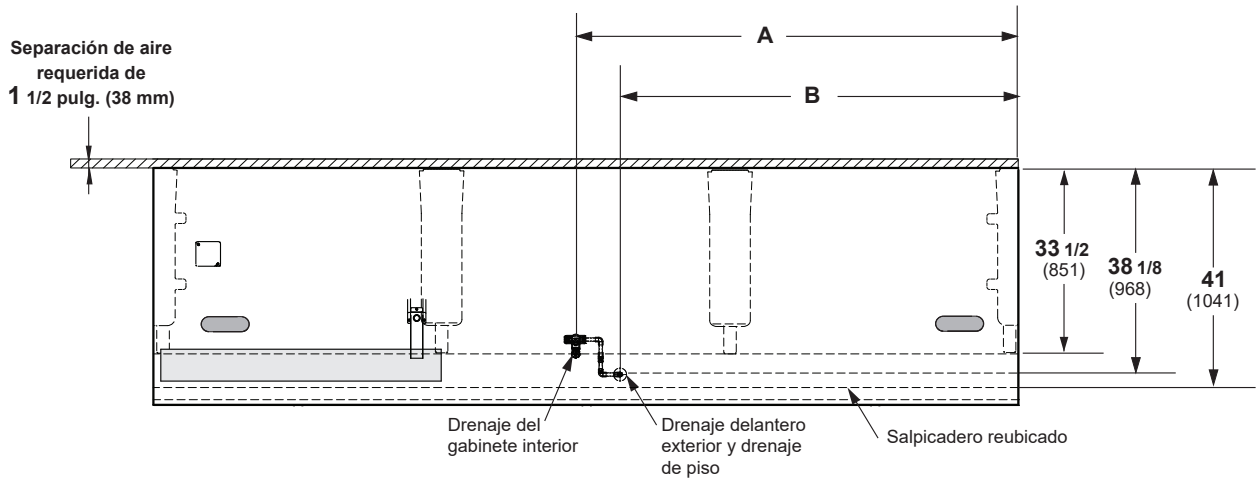 Separación de aire
requerida de
1 1/2 pulg. (38 mm)
A
B
33 1/2
(851)
38 1/8
(968)
41
(1041)
Drenaje del
gabinete interior
Drenaje delantero
exterior y drenaje
de piso
Salpicadero reubicado